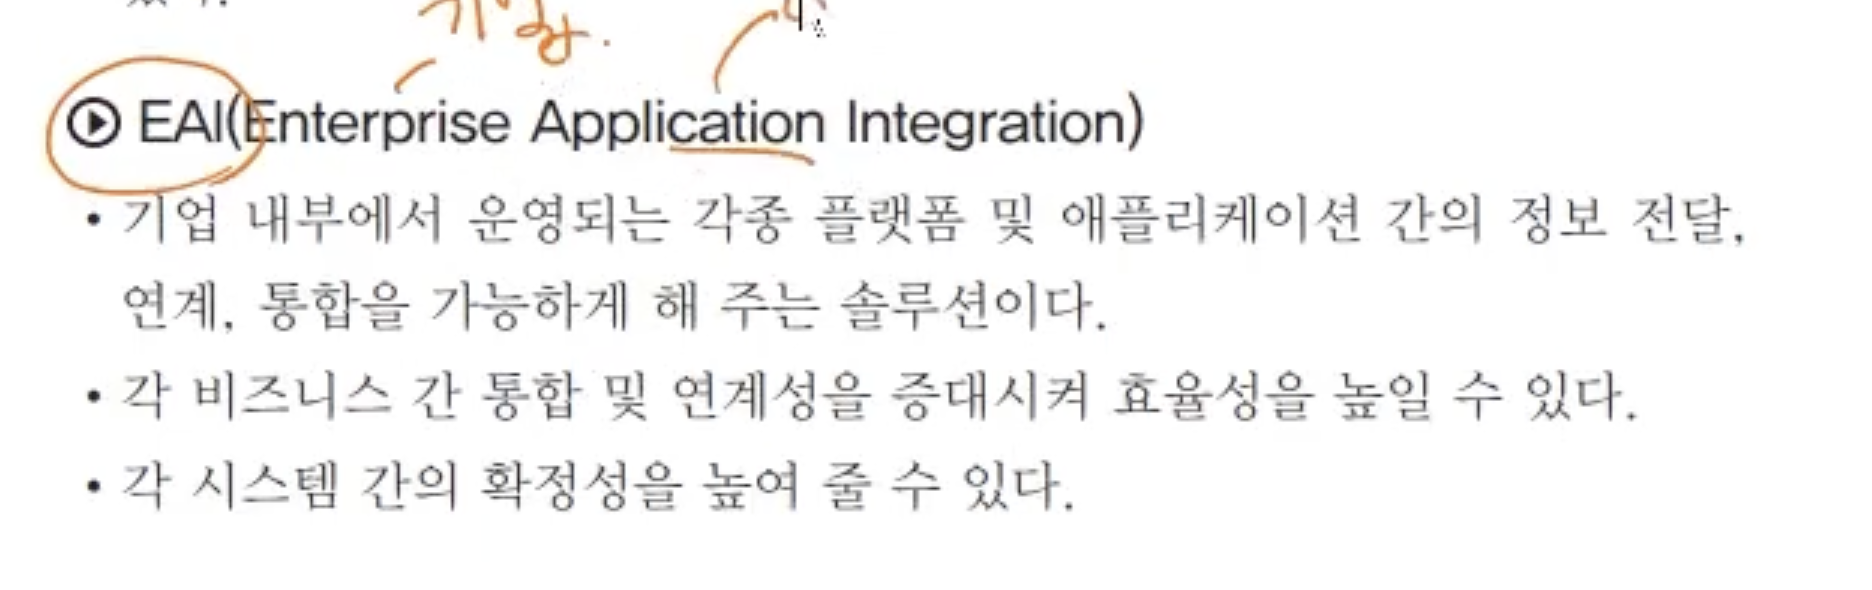 기업용.
EAI(Enterprise Application Integration)
• 기업 내부에서 운영되는 각종 플랫폼 및 애플리케이션 간의 정보 전달,
연계, 통합을 가능하게 해 주는 솔루션이다.
• 각 비즈니스 간 통합 및 연계성을 증대시켜 효율성을 높일 수 있다.
• 각 시스템 간의 확정성을 높여 줄 수 있다.